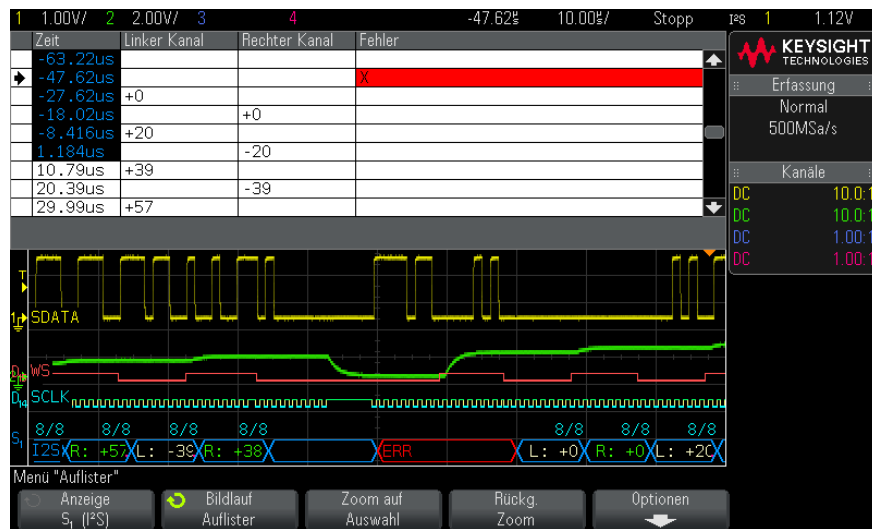 1 1.00V/ 2 2.00V/ 3 4 -47.62µs 10.00µs/ Stopp I²S 1 1.12V
Zeit Linker Kanal Rechter Kanal Fehler
-63.22us
-47.62us X
-27.62us +0
-18.02us +0
-8.416us +20
1.184us -20
10.79us +39
20.39us -39
29.99us +57
KEYSIGHT
TECHNOLOGIES
Erfassung
Normal
500MSa/s
Kanäle
DC 10.0:1
DC 10.0:1
DC 1.00:1
DC 1.00:1
T
1 SDATA
WS
D14 SCLK
8/8 8/8 8/8 8/8 8/8 8/8 8/8
S1 I2S R: +57 L: -39 R: +38 ERR L: +0 R: +0 L: +20
Menü "Auflister"
Anzeige
S1 (I²S)
Bildlauf
Auflister
Zoom auf
Auswahl
Rückg.
Zoom
Optionen